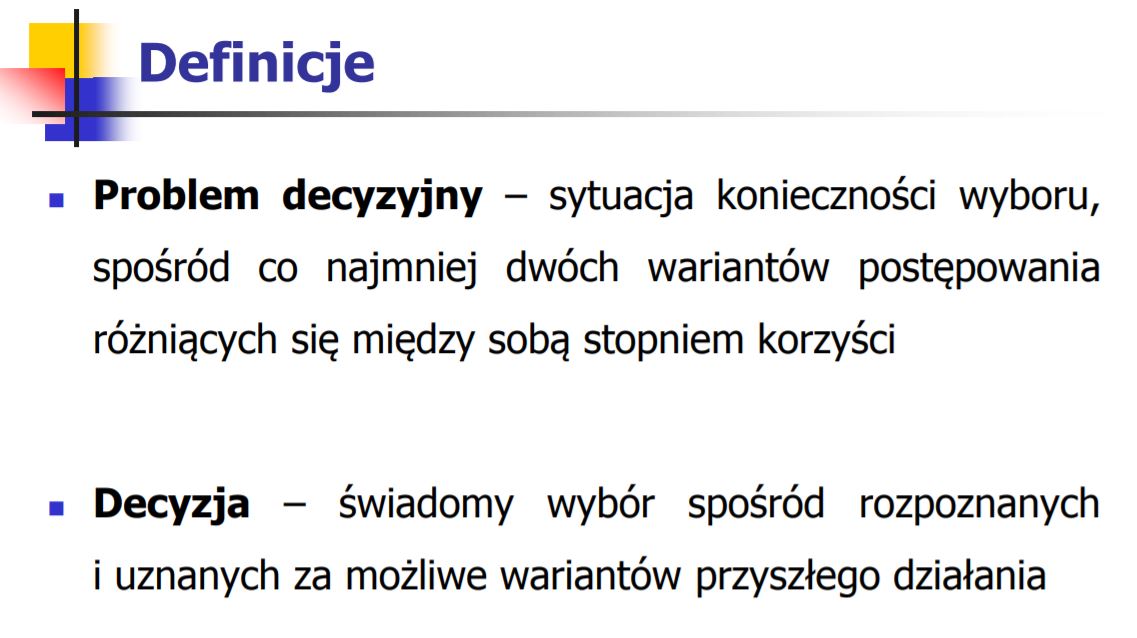 Definicje
Problem decyzyjny – sytuacja konieczności wyboru,
spośród co najmniej dwóch wariantów postępowania
różniących się między sobą stopniem korzyści
Decyzja – świadomy wybór spośród rozpoznanych
i uznanych za możliwe wariantów przyszłego działania